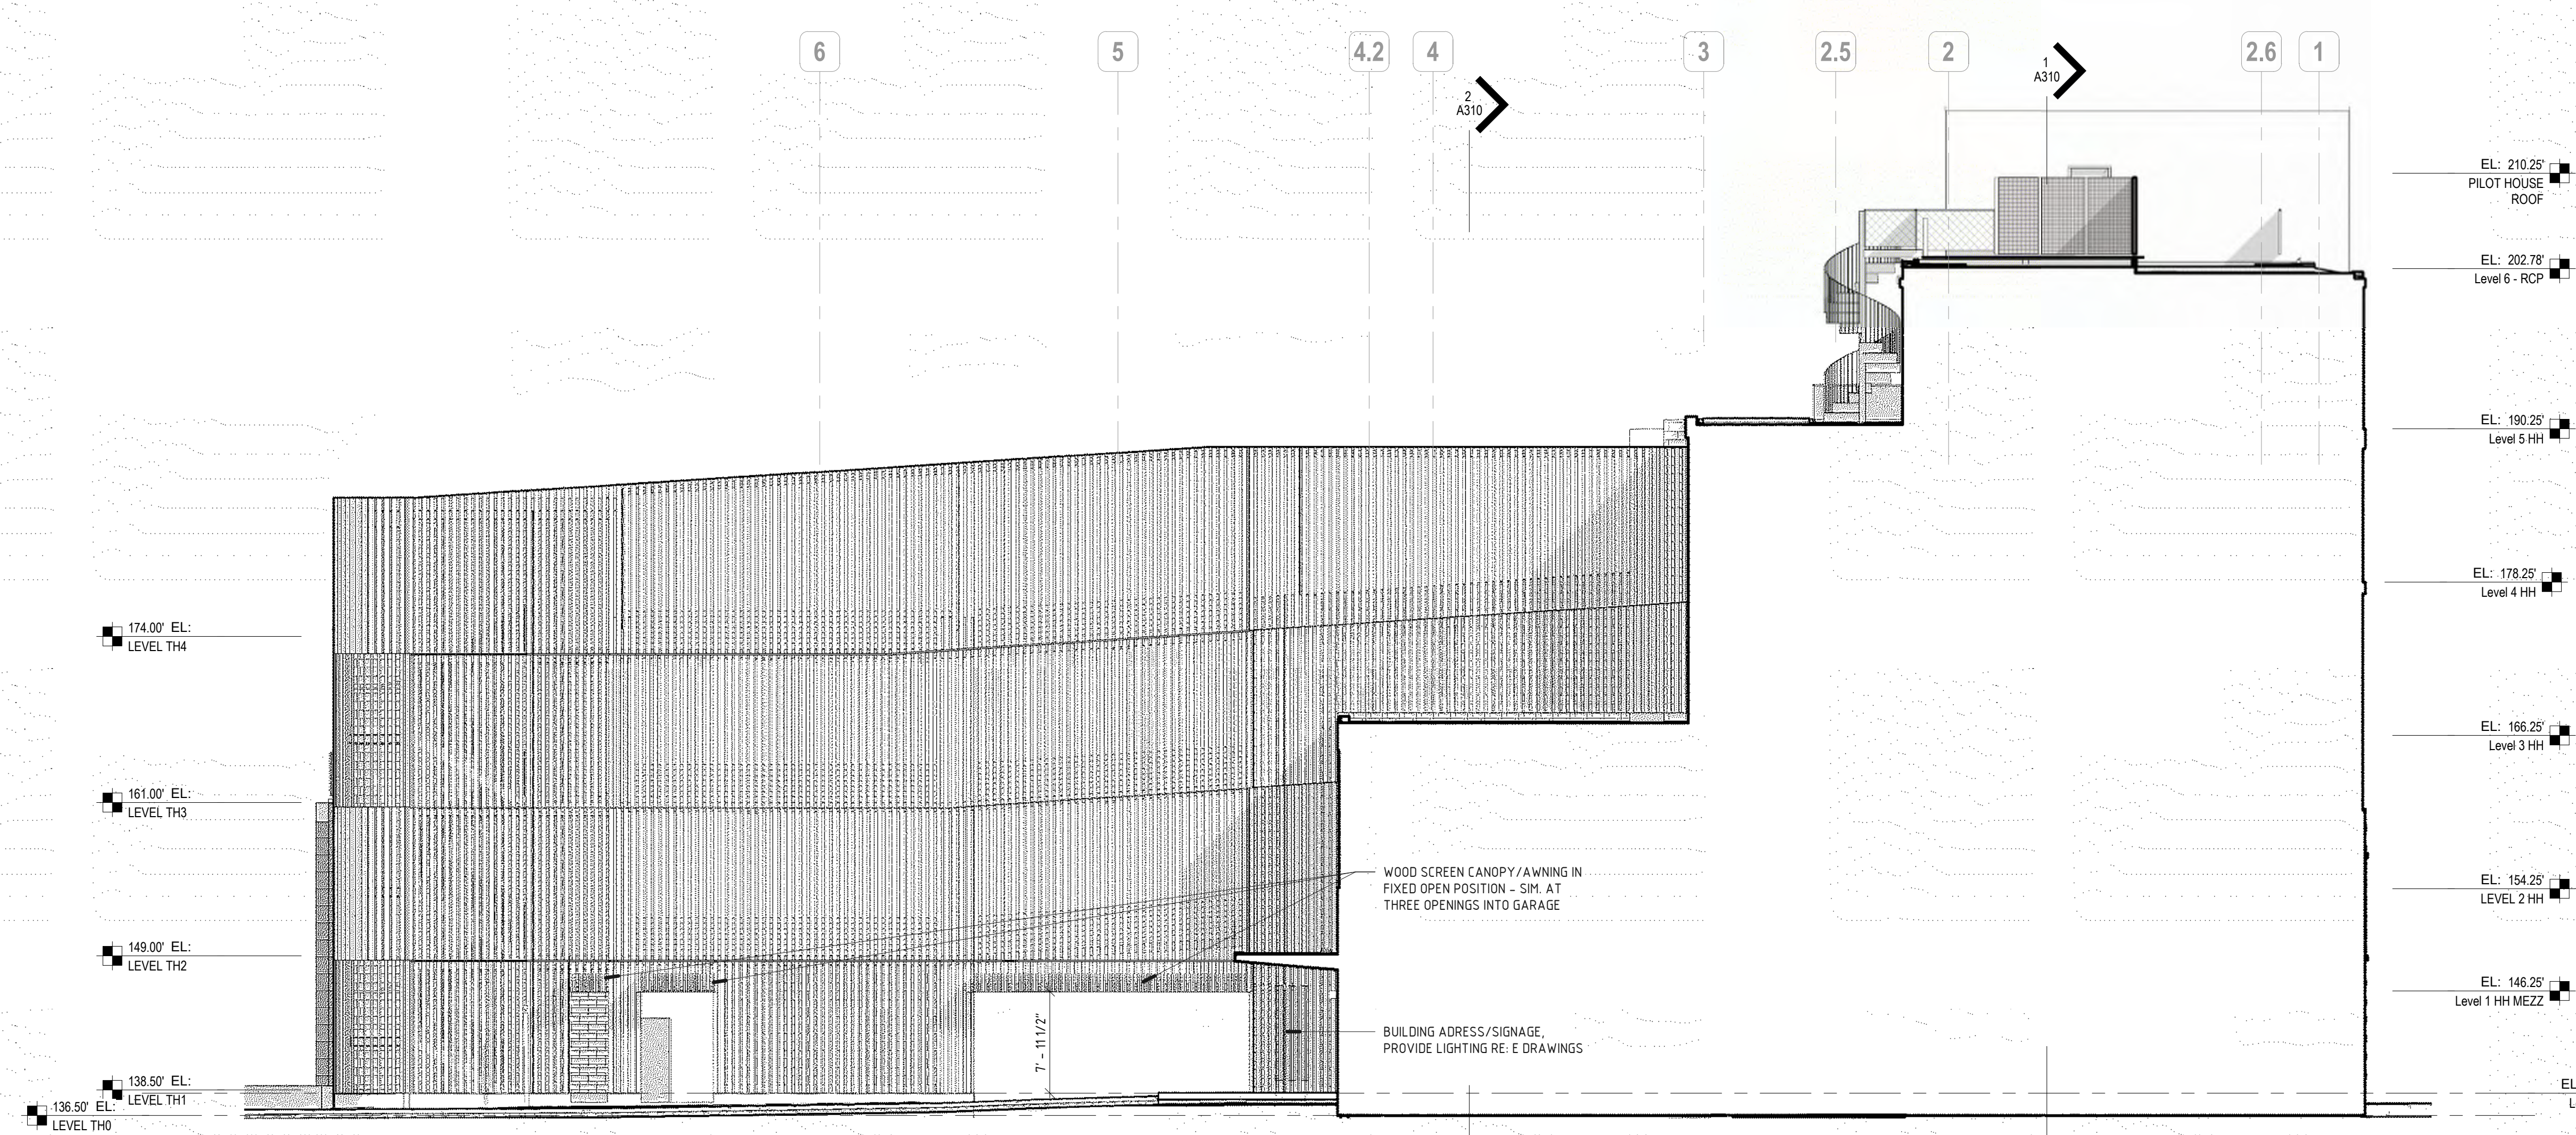 6
5
4.2
4
3
2.5
2
2.6
1
1
A310
2
A310
EL: 210.25'
PILOT HOUSE
ROOF
EL: 202.78'
Level 6 - RCP
EL: 190.25'
Level 5 HH
EL: 178.25'
Level 4 HH
174.00' EL:
LEVEL TH4
EL: 166.25'
Level 3 HH
161.00' EL:
LEVEL TH3
WOOD SCREEN CANOPY/AWNING IN
FIXED OPEN POSITION - SIM. AT
THREE OPENINGS INTO GARAGE
EL: 154.25'
LEVEL 2 HH
149.00' EL:
LEVEL TH2
EL: 146.25'
Level 1 HH MEZZ
7' - 11 1/2"
BUILDING ADRESS/SIGNAGE,
PROVIDE LIGHTING RE: E DRAWINGS
138.50' EL:
LEVEL TH1
EL
L
136.50' EL:
LEVEL TH0